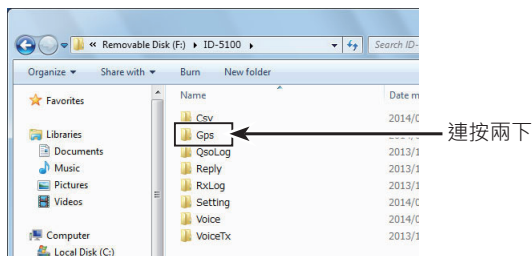 « Removable Disk (F:) ▸ ID-5100 ▸ Search ID-
Organize ▾ Share with ▾ Burn New folder
Favorites
Libraries
Documents
Music
Pictures
Videos
Computer
Local Disk (C:)
Name Date m
Csv 2014/0
Gps
QsoLog 2013/1
Reply 2013/1
RxLog 2013/1
Setting 2014/0
Voice 2014/0
VoiceTx 2013/1
連按兩下